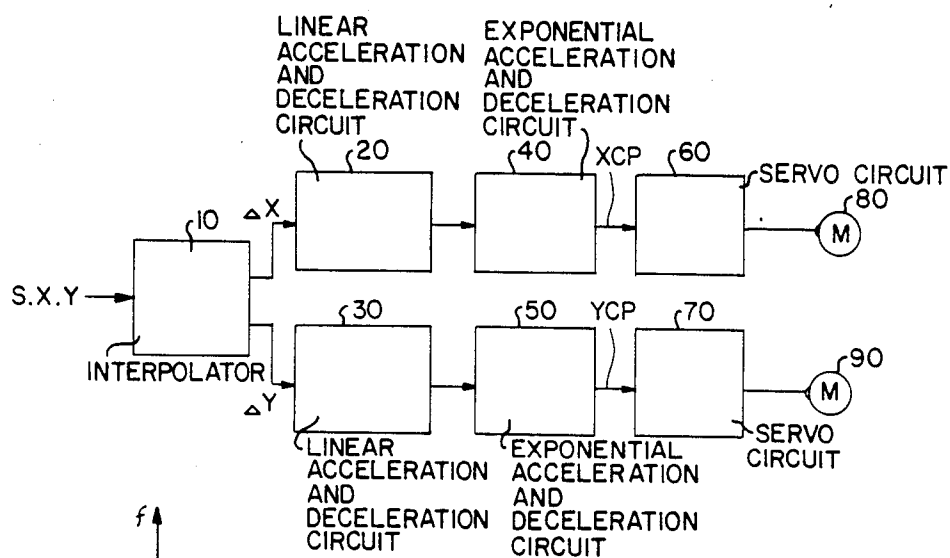 LINEAR
ACCELERATION
AND
DECELERATION
CIRCUIT
EXPONENTIAL
ACCELERATION
AND
DECELERATION
CIRCUIT
20
40
XCP
60
SERVO CIRCUIT
80
M
ΔX
10
S.X.Y
INTERPOLATOR
ΔY
30
50
YCP
70
90
M
LINEAR
ACCELERATION
AND
DECELERATION
CIRCUIT
EXPONENTIAL
ACCELERATION
AND
DECELERATION
CIRCUIT
SERVO
CIRCUIT
f